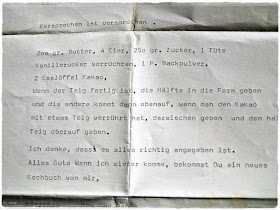 Versprochen ist versprochen .
200 gr. Butter, 4 Eier, 250 gr. Zucker, 1 Tüte
Vanillezucker verrühren, 1 P. Backpulver.
2 Esslöffel Kakao,
Wenn der Teig fertig ist, die Hälfte in die Form geben
und die andere kommt dann obenauf, wenn man den Kakao
mit etwas Teig verrührt hat, dazwischen geben und den hel
Teig obenauf geben.
Ich denke, dass es alles richtig angegeben ist.
Alles Gute Wenn ich wieder komme, bekommst Du ein neues
Kochbuch von mir,